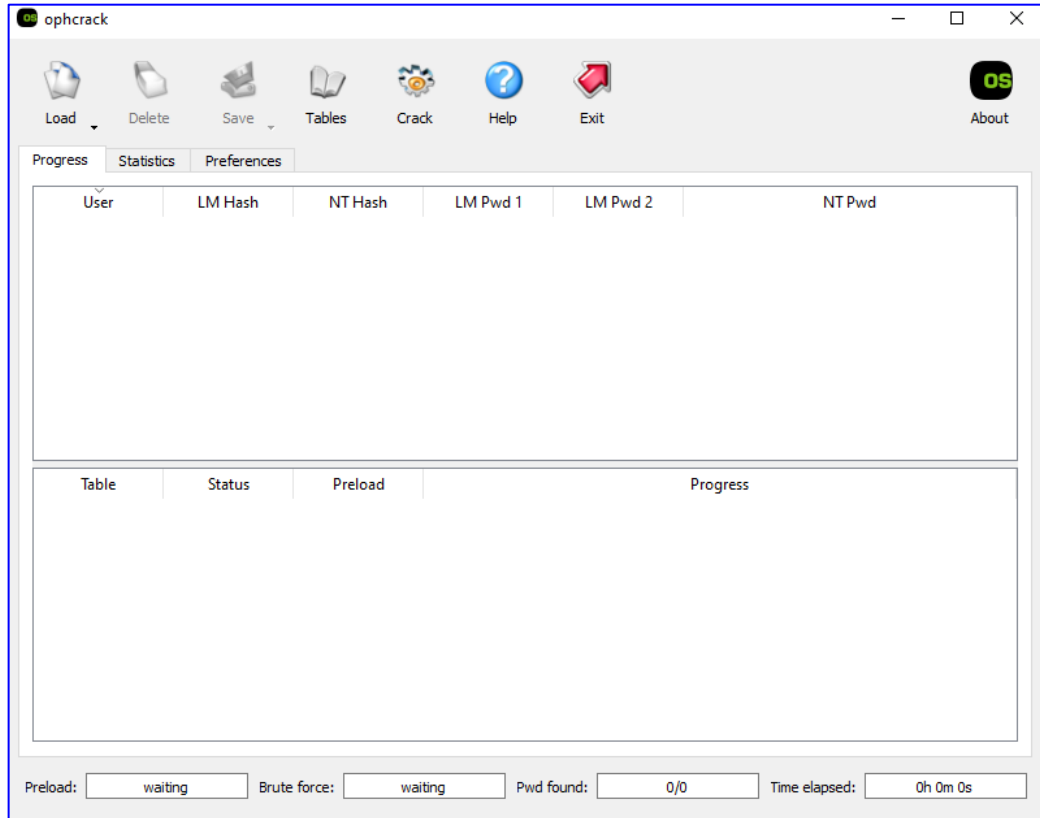 OS ophcrack
Load Delete Save Tables Crack Help Exit OS About
Progress Statistics Preferences
User LM Hash NT Hash LM Pwd 1 LM Pwd 2 NT Pwd
Table Status Preload Progress
Preload: waiting Brute force: waiting Pwd found: 0/0 Time elapsed: 0h 0m 0s